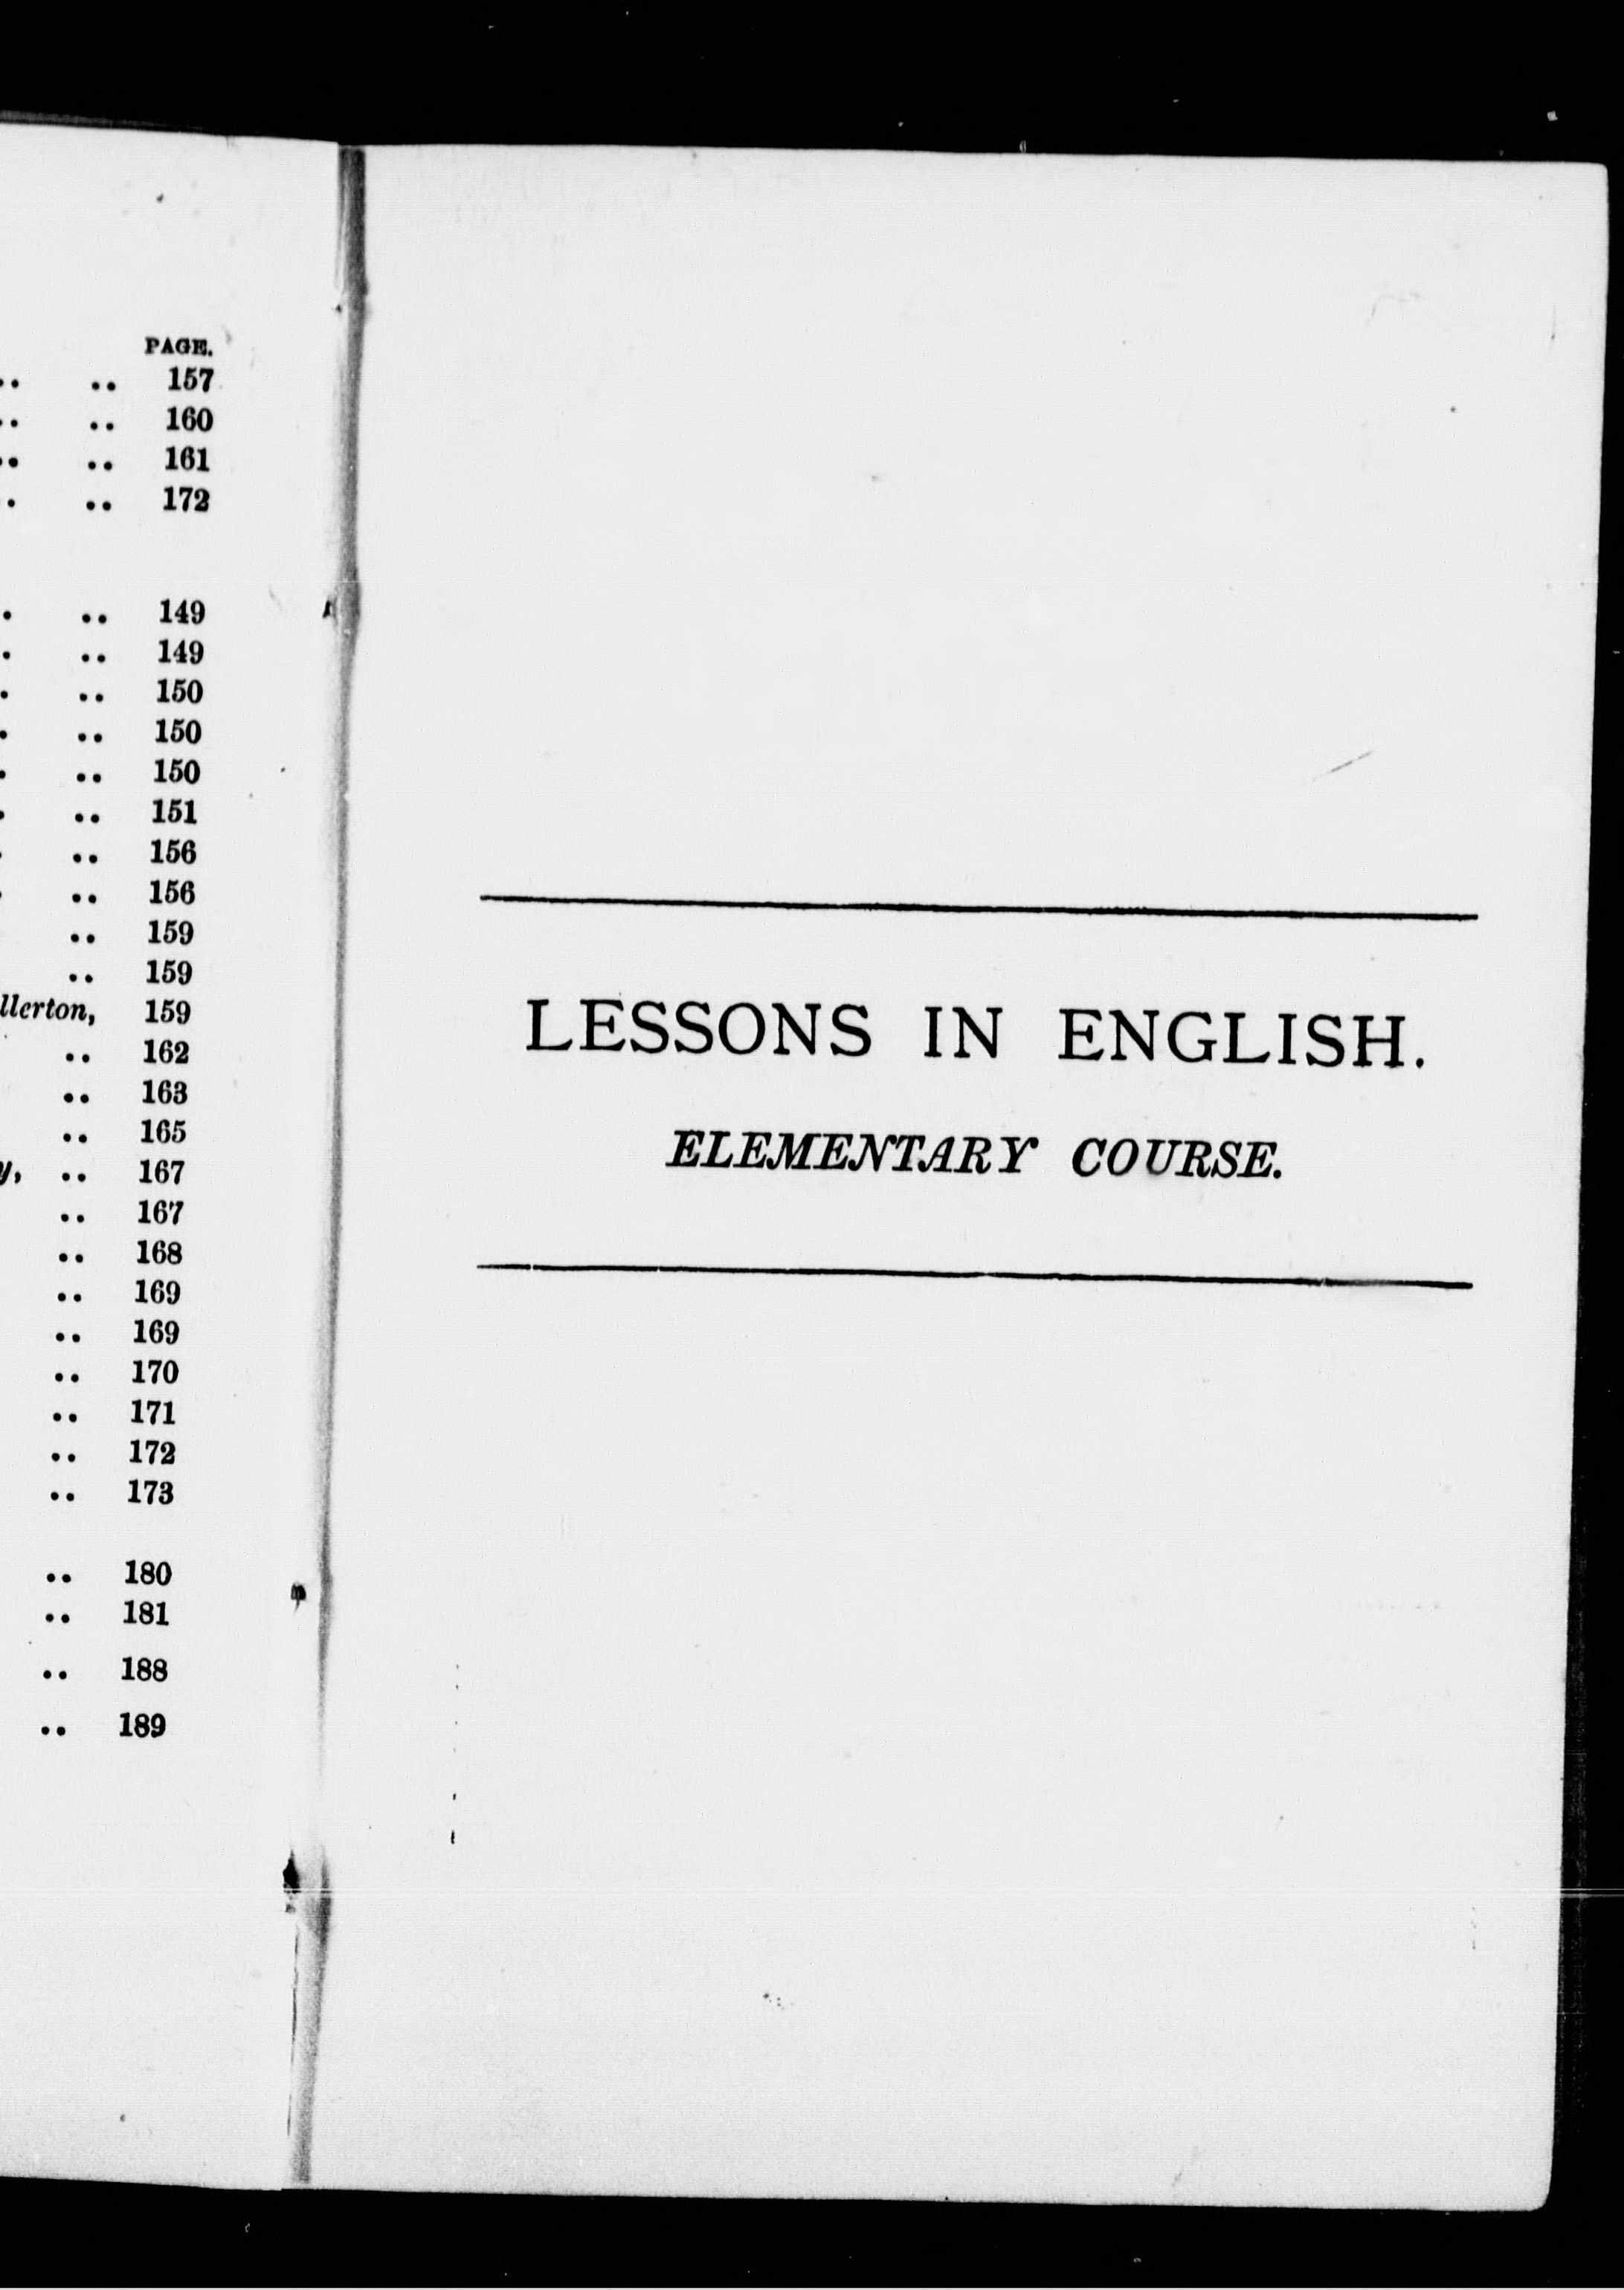 PAGE.
.. .. 157
.. .. 160
.. .. 161
. .. 172
. .. 149
. .. 149
. .. 150
. .. 150
. .. 150
. .. 151
. .. 156
. .. 156
.. 159
.. 159
llerton, 159
.. 162
.. 163
.. 165
y, .. 167
.. 167
.. 168
.. 169
.. 169
.. 170
.. 171
.. 172
.. 173
.. 180
.. 181
.. 188
.. 189
LESSONS IN ENGLISH.
ELEMENTARY COURSE.